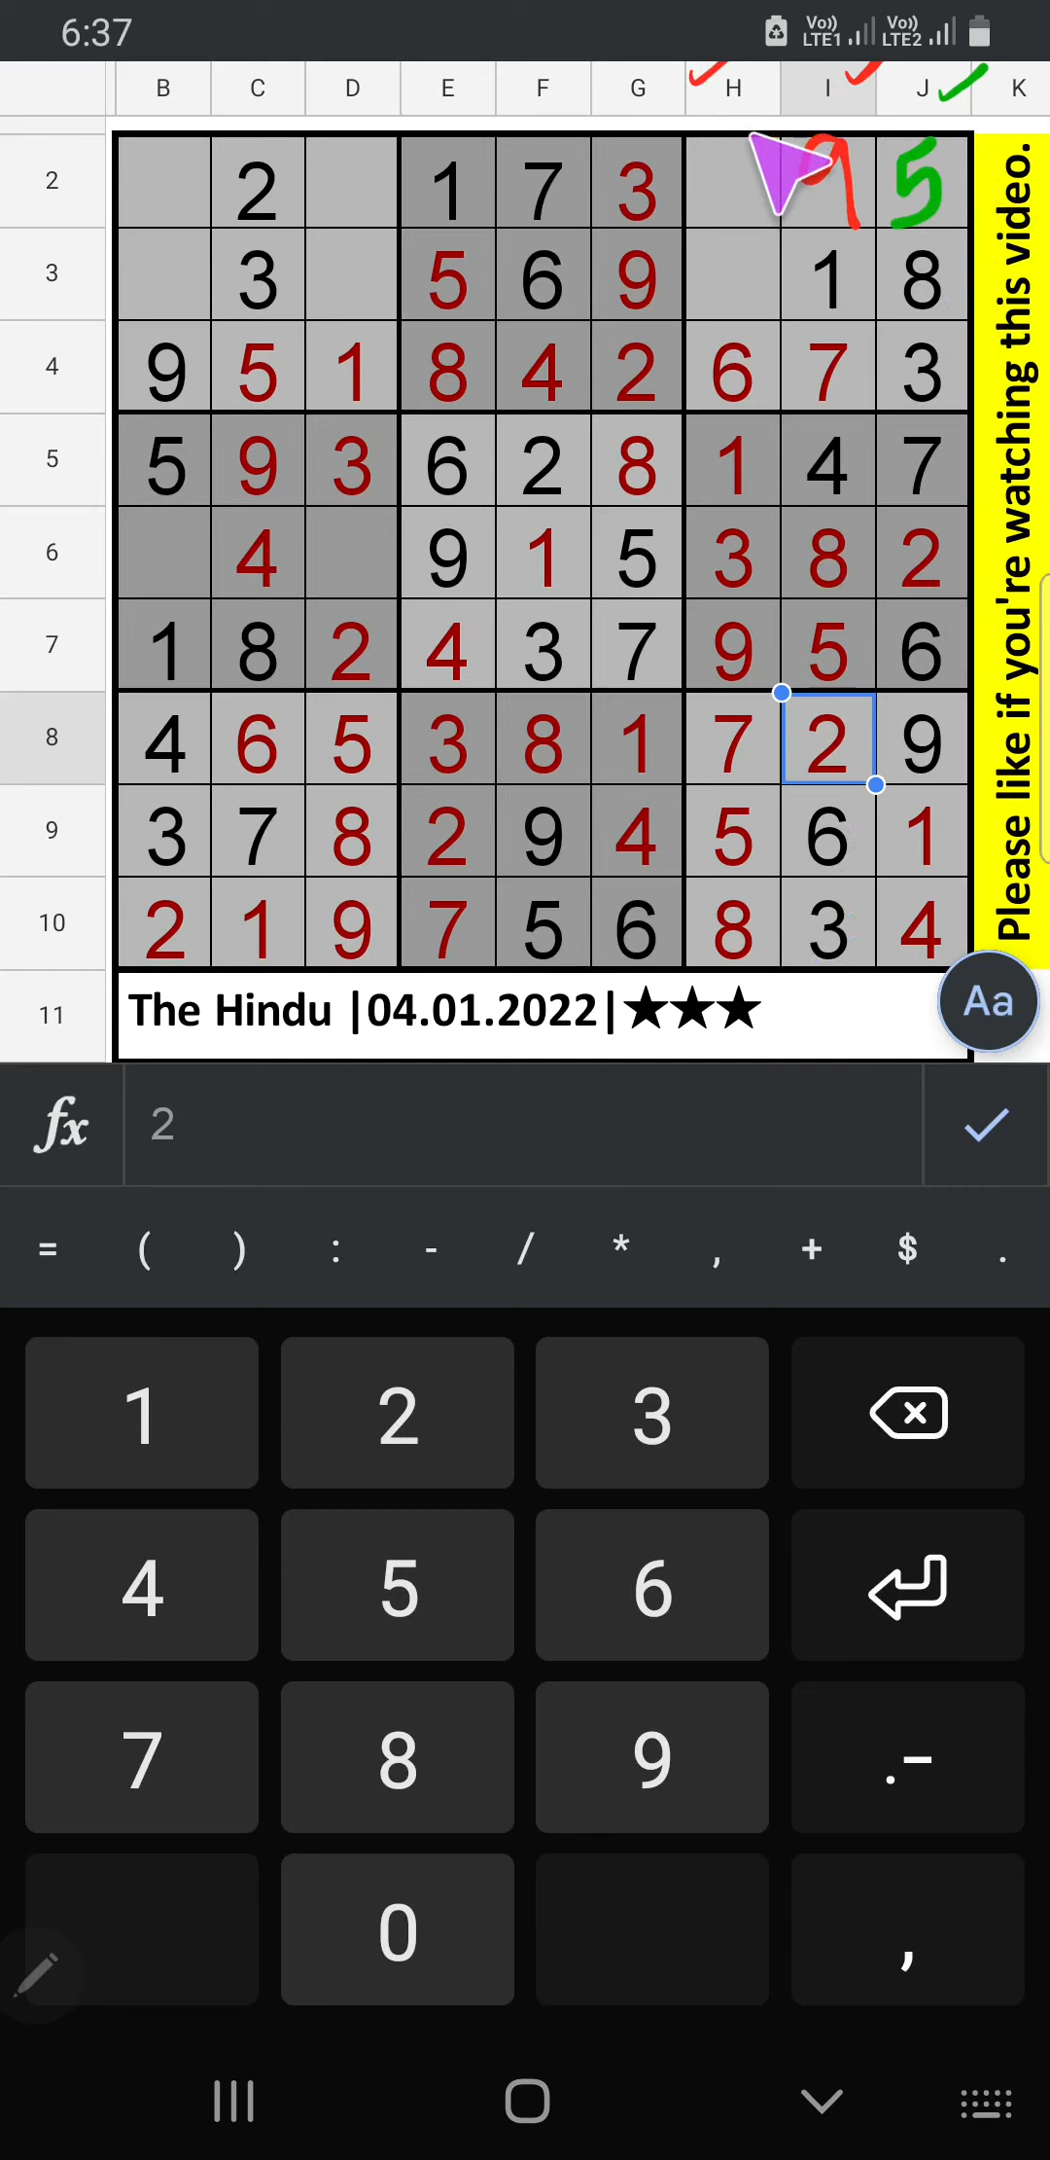 6:37
Vo)) LTE1 Vo)) LTE2
B C D E F G H I J K
2 2 1 7 3 9 5
3 3 5 6 9 1 8
4 9 5 1 8 4 2 6 7 3
5 5 9 3 6 2 8 1 4 7
6 4 9 1 5 3 8 2
7 1 8 2 4 3 7 9 5 6
8 4 6 5 3 8 1 7 2 9
9 3 7 8 2 9 4 5 6 1
10 2 1 9 7 5 6 8 3 4
Please like if you're watching this video.
11 The Hindu |04.01.2022|★★★
Aa
fx 2
= ( ) : - / * , + $ .
1 2 3
4 5 6
7 8 9 .-
0 ,